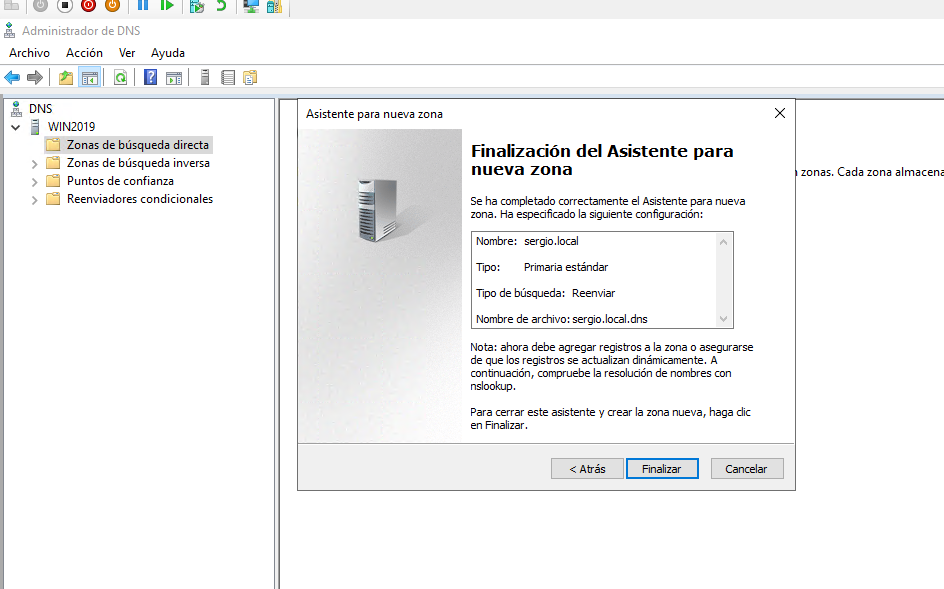 Administrador de DNS
Archivo Acción Ver Ayuda
DNS
WIN2019
Zonas de búsqueda directa
Zonas de búsqueda inversa
Puntos de confianza
Reenviadores condicionales
Asistente para nueva zona
Finalización del Asistente para
nueva zona
Se ha completado correctamente el Asistente para nueva
zona. Ha especificado la siguiente configuración:
Nombre: sergio.local
Tipo: Primaria estándar
Tipo de búsqueda: Reenviar
Nombre de archivo: sergio.local.dns
Nota: ahora debe agregar registros a la zona o asegurarse
de que los registros se actualizan dinámicamente. A
continuación, compruebe la resolución de nombres con
nslookup.
Para cerrar este asistente y crear la zona nueva, haga clic
en Finalizar.
< Atrás Finalizar Cancelar
zonas. Cada zona almacena